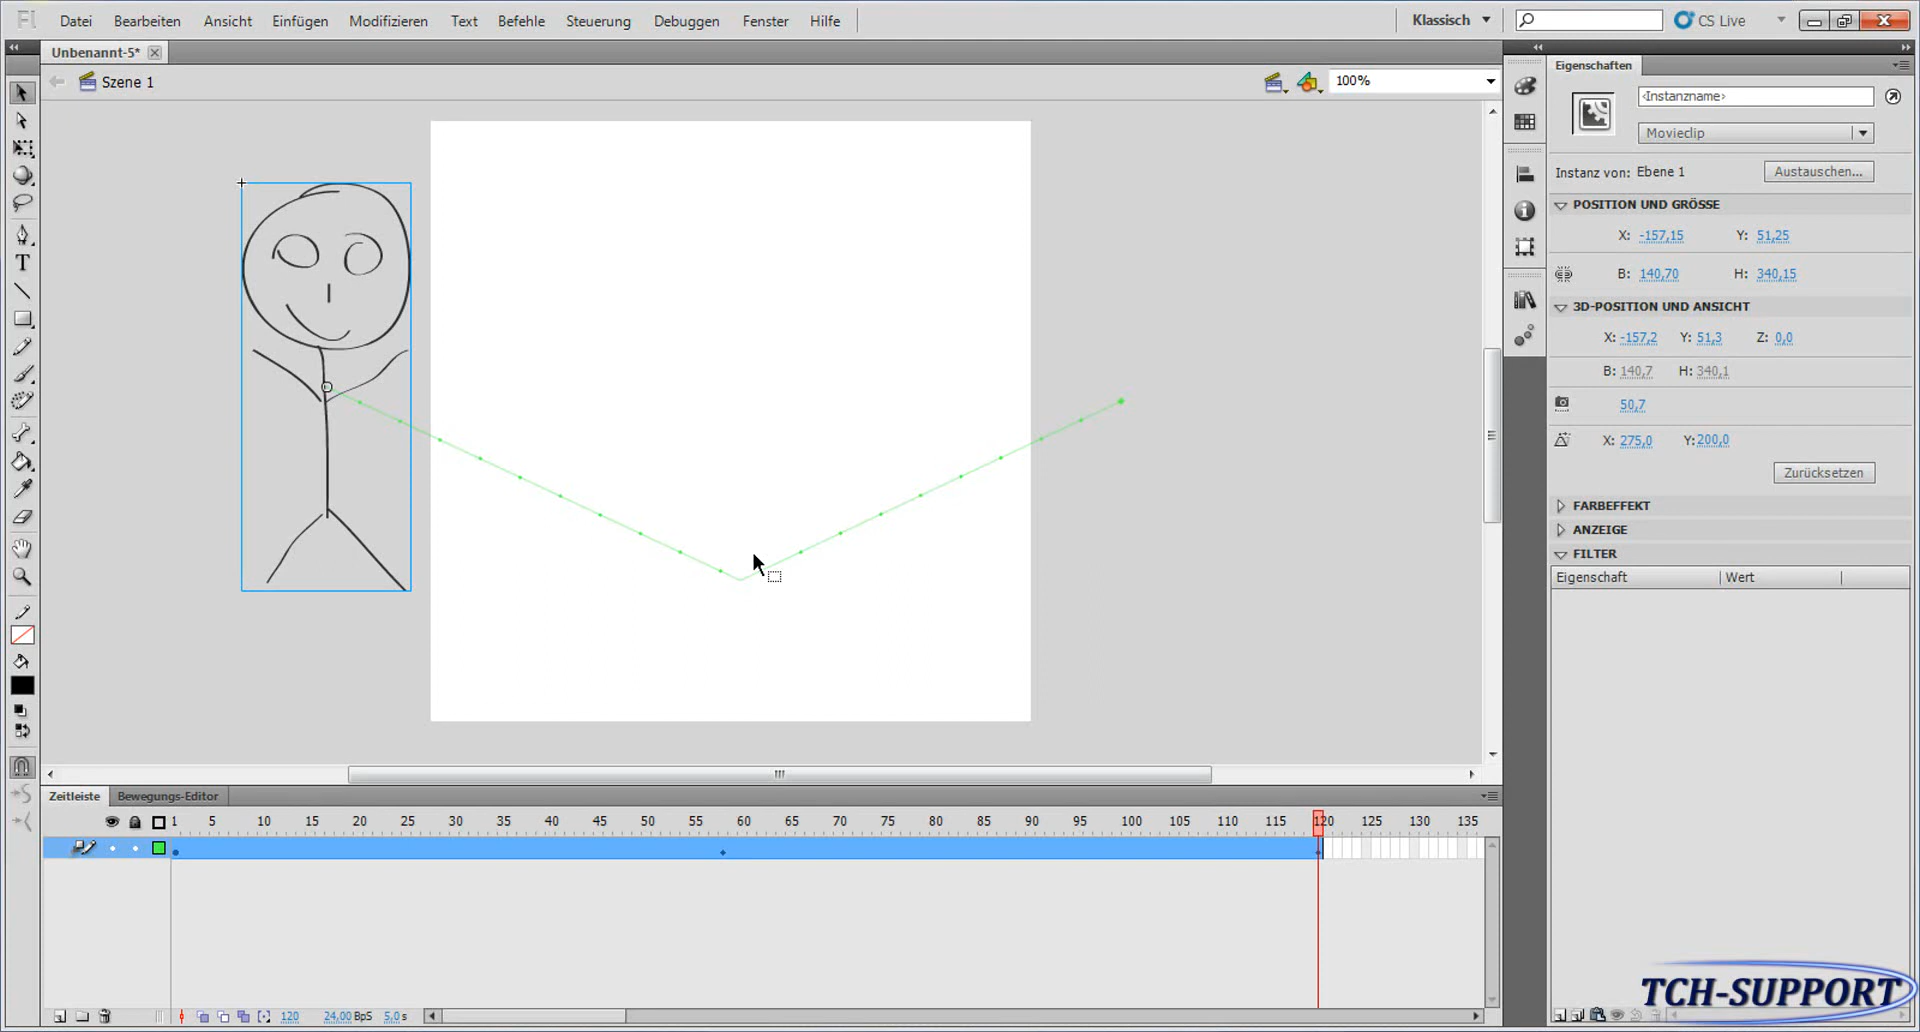 Fl Datei Bearbeiten Ansicht Einfügen Modifizieren Text Befehle Steuerung Debuggen Fenster Hilfe Klassisch CS Live
Unbenannt-5*
Szene 1
100%
Eigenschaften
<Instanzname>
Movieclip
Instanz von: Ebene 1 Austauschen...
POSITION UND GRÖSSE
X: -157,15 Y: 51,25
B: 140,70 H: 340,15
3D-POSITION UND ANSICHT
X: -157,2 Y: 51,3 Z: 0,0
B: 140,7 H: 340,1
50,7
X: 275,0 Y: 200,0
Zurücksetzen
FARBEFFEKT
ANZEIGE
FILTER
Eigenschaft Wert
Zeitleiste Bewegungs-Editor
1 5 10 15 20 25 30 35 40 45 50 55 60 65 70 75 80 85 90 95 100 105 110 115 120 125 130 135
120 24,00 BpS 5,0 s
TCH-SUPPORT